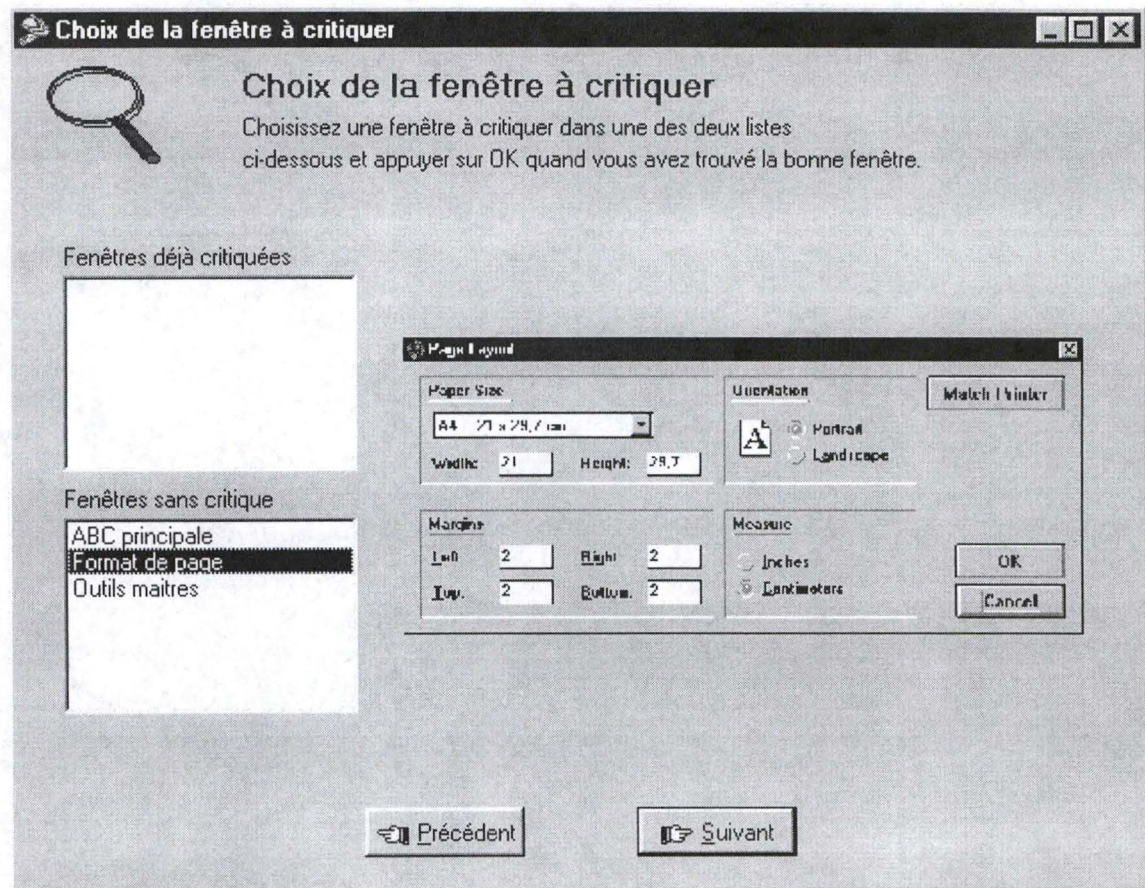 Choix de la fenêtre à critiquer
Choix de la fenêtre à critiquer
Choisissez une fenêtre à critiquer dans une des deux listes
ci-dessous et appuyer sur OK quand vous avez trouvé la bonne fenêtre.
Fenêtres déjà critiquées
Fenêtres sans critique
ABC principale
Format de page
Outils maitres
Page Layout
Paper Size
A4 21 x 29,7 cm
Width: 21 Height: 29,7
Orientation
A
Portrait
Landscape
Match Printer
Margins
Left 2 Right 2
Top. 2 Bottom. 2
Measure
Inches
Centimeters
OK
Cancel
Précédent
Suivant